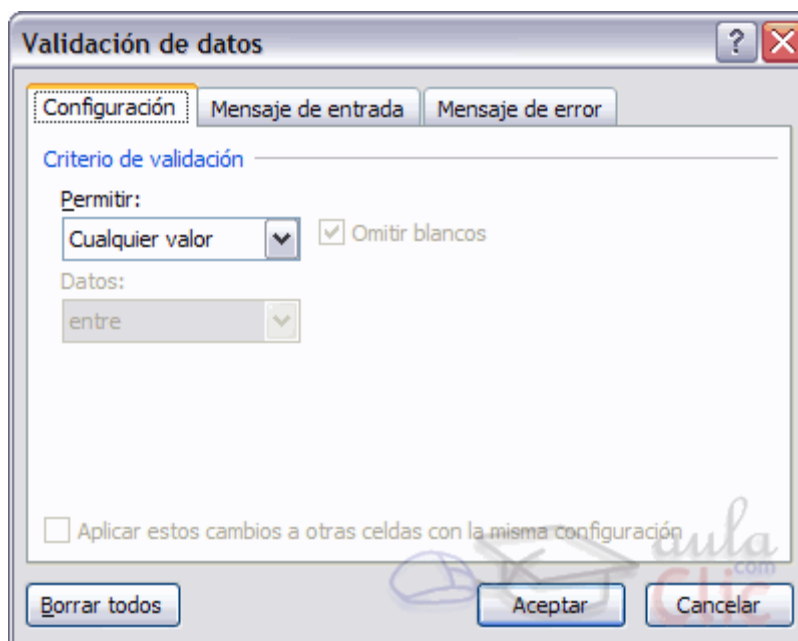 Validación de datos
?
Configuración Mensaje de entrada Mensaje de error
Criterio de validación
Permitir:
Cualquier valor Omitir blancos
Datos:
entre
Aplicar estos cambios a otras celdas con la misma configuración
aula
.com
Clic
Borrar todos Aceptar Cancelar